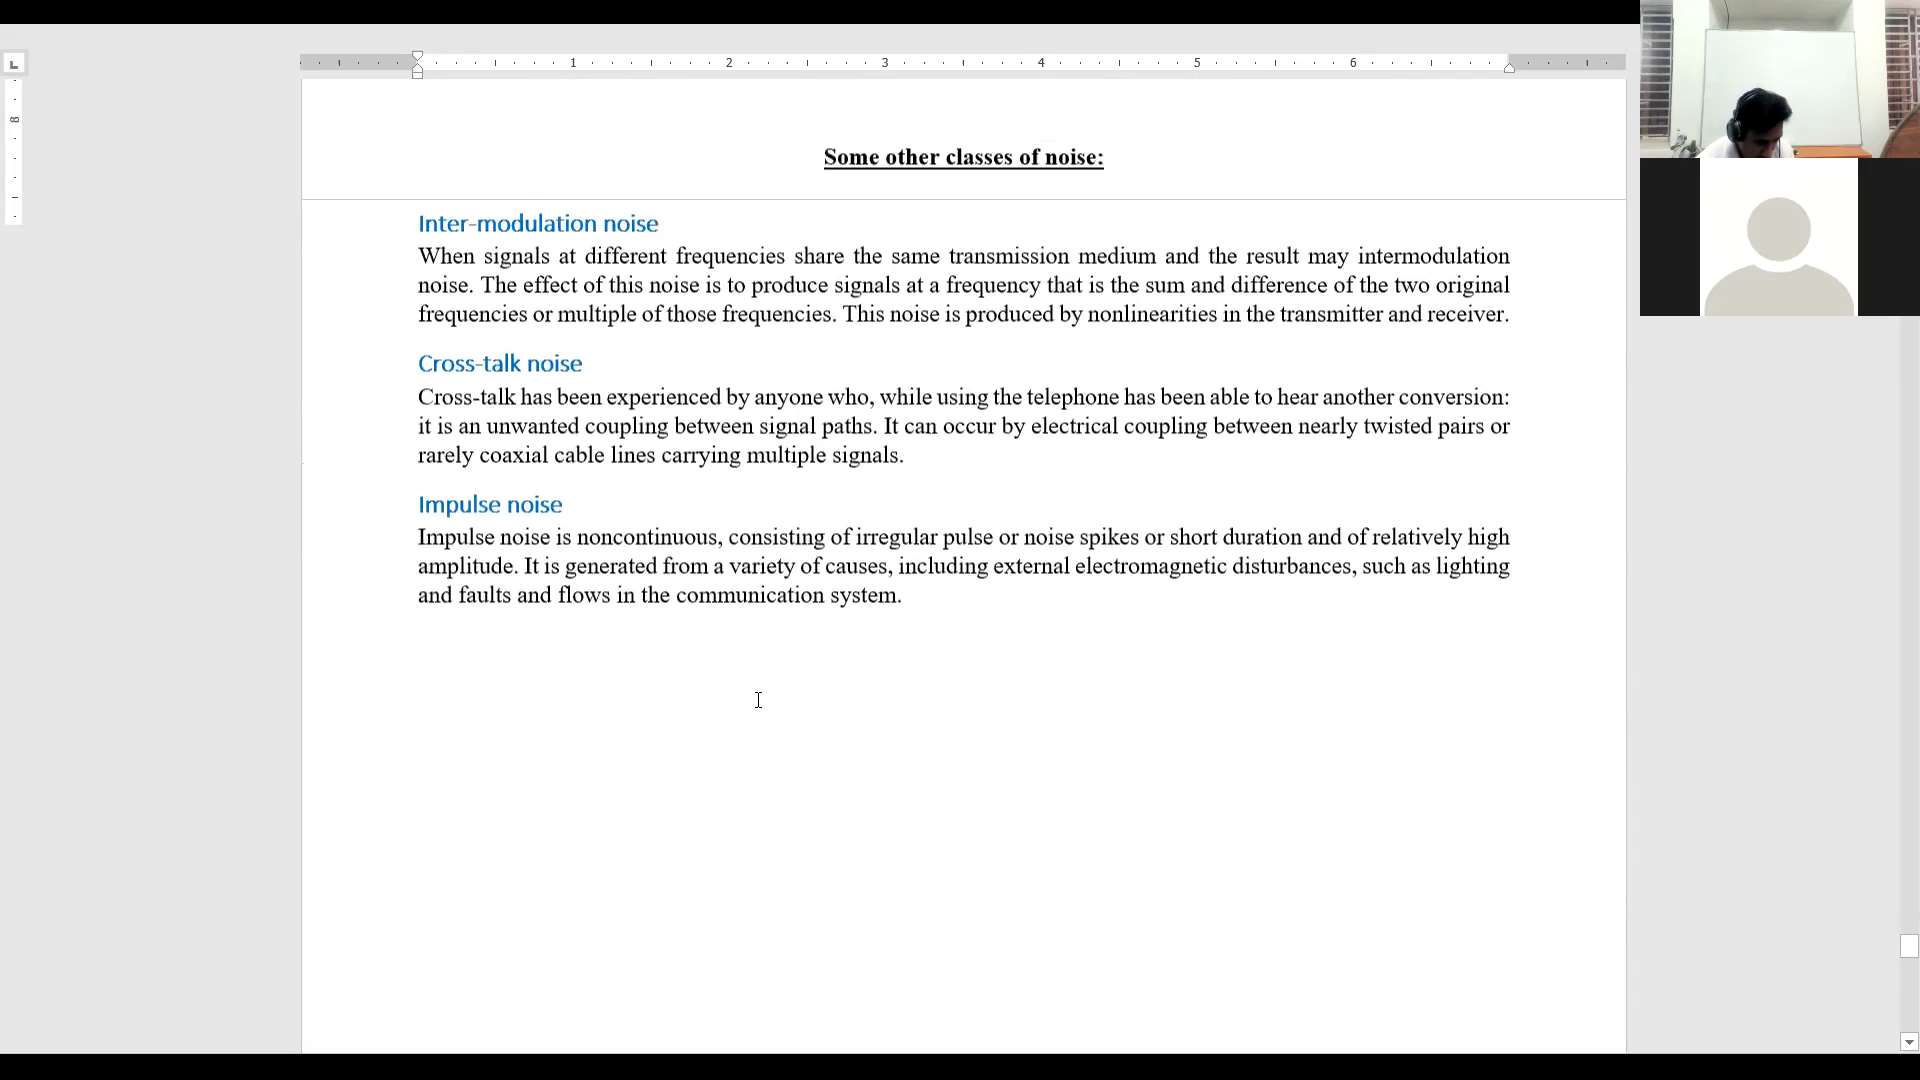 1 2 3 4 5 6
Some other classes of noise:
Inter-modulation noise
When signals at different frequencies share the same transmission medium and the result may intermodulation
noise. The effect of this noise is to produce signals at a frequency that is the sum and difference of the two original
frequencies or multiple of those frequencies. This noise is produced by nonlinearities in the transmitter and receiver.
Cross-talk noise
Cross-talk has been experienced by anyone who, while using the telephone has been able to hear another conversion:
it is an unwanted coupling between signal paths. It can occur by electrical coupling between nearly twisted pairs or
rarely coaxial cable lines carrying multiple signals.
Impulse noise
Impulse noise is noncontinuous, consisting of irregular pulse or noise spikes or short duration and of relatively high
amplitude. It is generated from a variety of causes, including external electromagnetic disturbances, such as lighting
and faults and flows in the communication system.